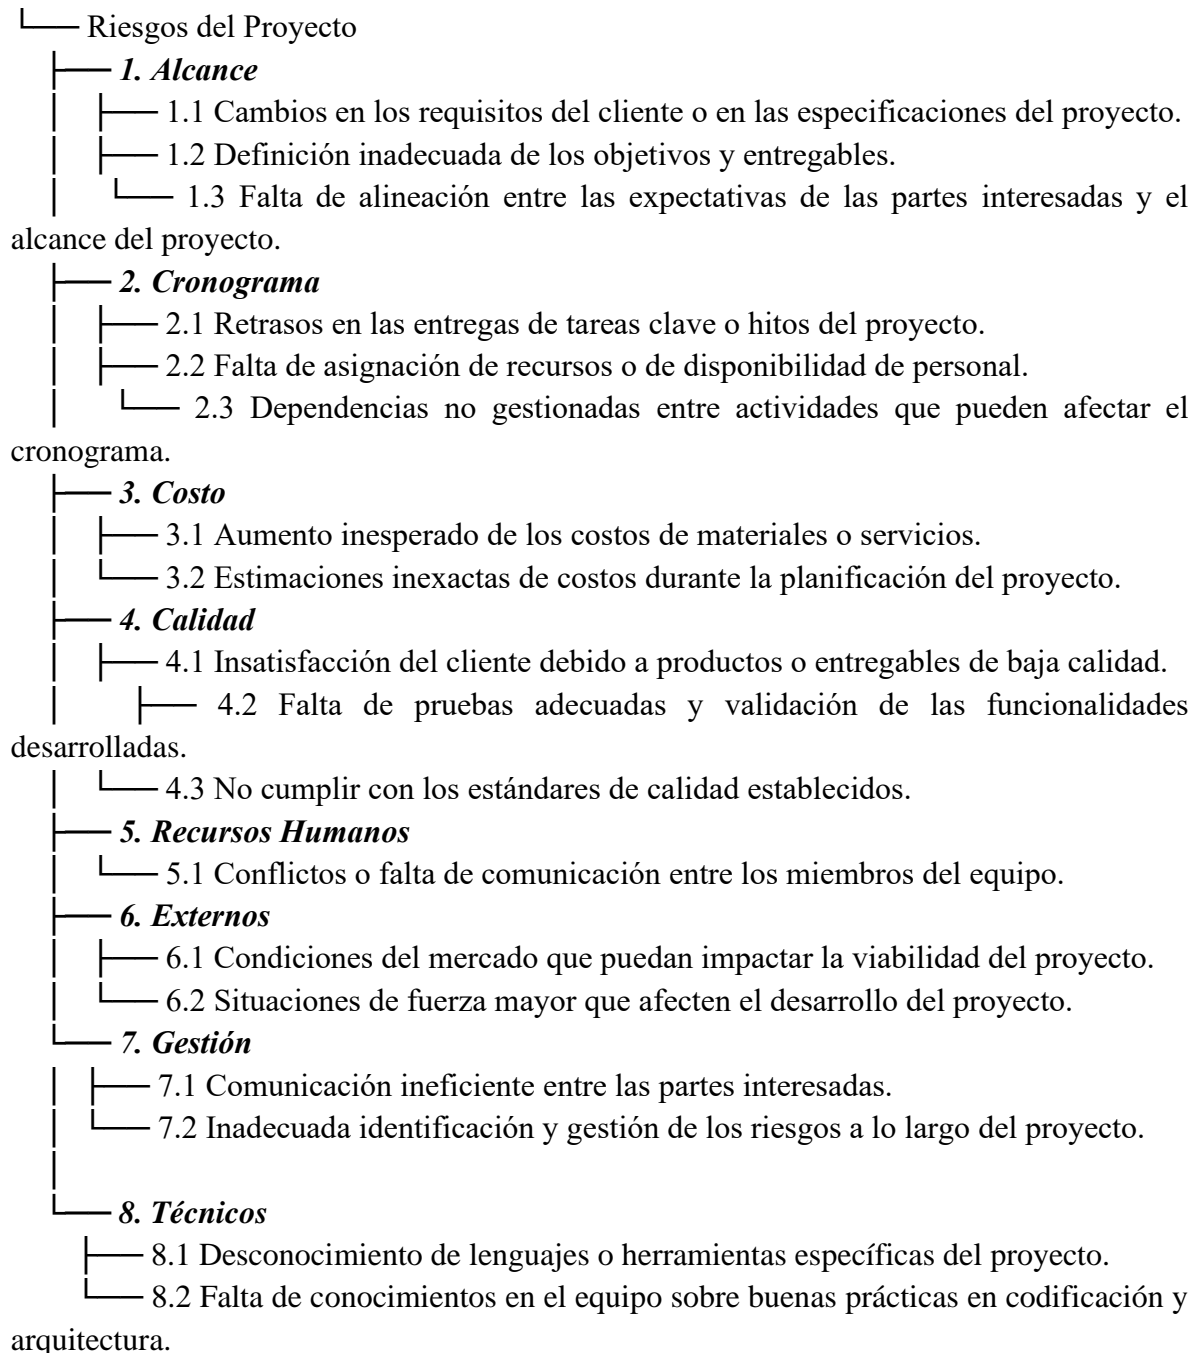 └── Riesgos del Proyecto
├── 1. Alcance
│ ├── 1.1 Cambios en los requisitos del cliente o en las especificaciones del proyecto.
│ ├── 1.2 Definición inadecuada de los objetivos y entregables.
│ └── 1.3 Falta de alineación entre las expectativas de las partes interesadas y el
alcance del proyecto.
├── 2. Cronograma
│ ├── 2.1 Retrasos en las entregas de tareas clave o hitos del proyecto.
│ ├── 2.2 Falta de asignación de recursos o de disponibilidad de personal.
│ └── 2.3 Dependencias no gestionadas entre actividades que pueden afectar el
cronograma.
├── 3. Costo
│ ├── 3.1 Aumento inesperado de los costos de materiales o servicios.
│ └── 3.2 Estimaciones inexactas de costos durante la planificación del proyecto.
├── 4. Calidad
│ ├── 4.1 Insatisfacción del cliente debido a productos o entregables de baja calidad.
│ ├── 4.2 Falta de pruebas adecuadas y validación de las funcionalidades
desarrolladas.
│ └── 4.3 No cumplir con los estándares de calidad establecidos.
├── 5. Recursos Humanos
│ └── 5.1 Conflictos o falta de comunicación entre los miembros del equipo.
├── 6. Externos
│ ├── 6.1 Condiciones del mercado que puedan impactar la viabilidad del proyecto.
│ └── 6.2 Situaciones de fuerza mayor que afecten el desarrollo del proyecto.
└── 7. Gestión
│ ├── 7.1 Comunicación ineficiente entre las partes interesadas.
│ └── 7.2 Inadecuada identificación y gestión de los riesgos a lo largo del proyecto.
│
└── 8. Técnicos
├── 8.1 Desconocimiento de lenguajes o herramientas específicas del proyecto.
└── 8.2 Falta de conocimientos en el equipo sobre buenas prácticas en codificación y
arquitectura.